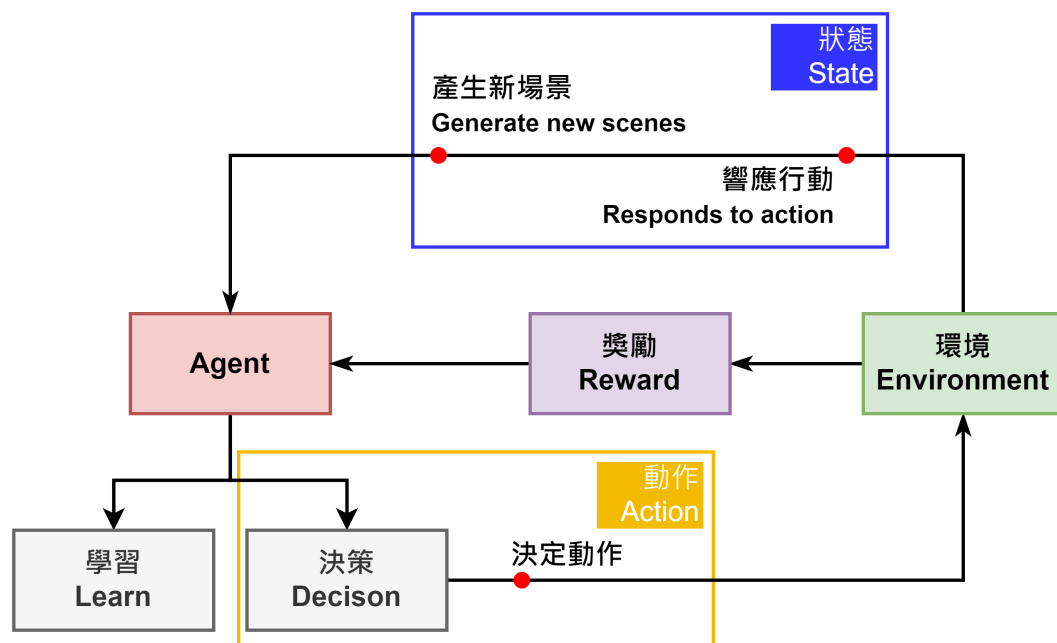 狀態
State
產生新場景
Generate new scenes
響應行動
Responds to action
Agent
獎勵
Reward
環境
Environment
動作
Action
學習
Learn
決策
Decison
決定動作